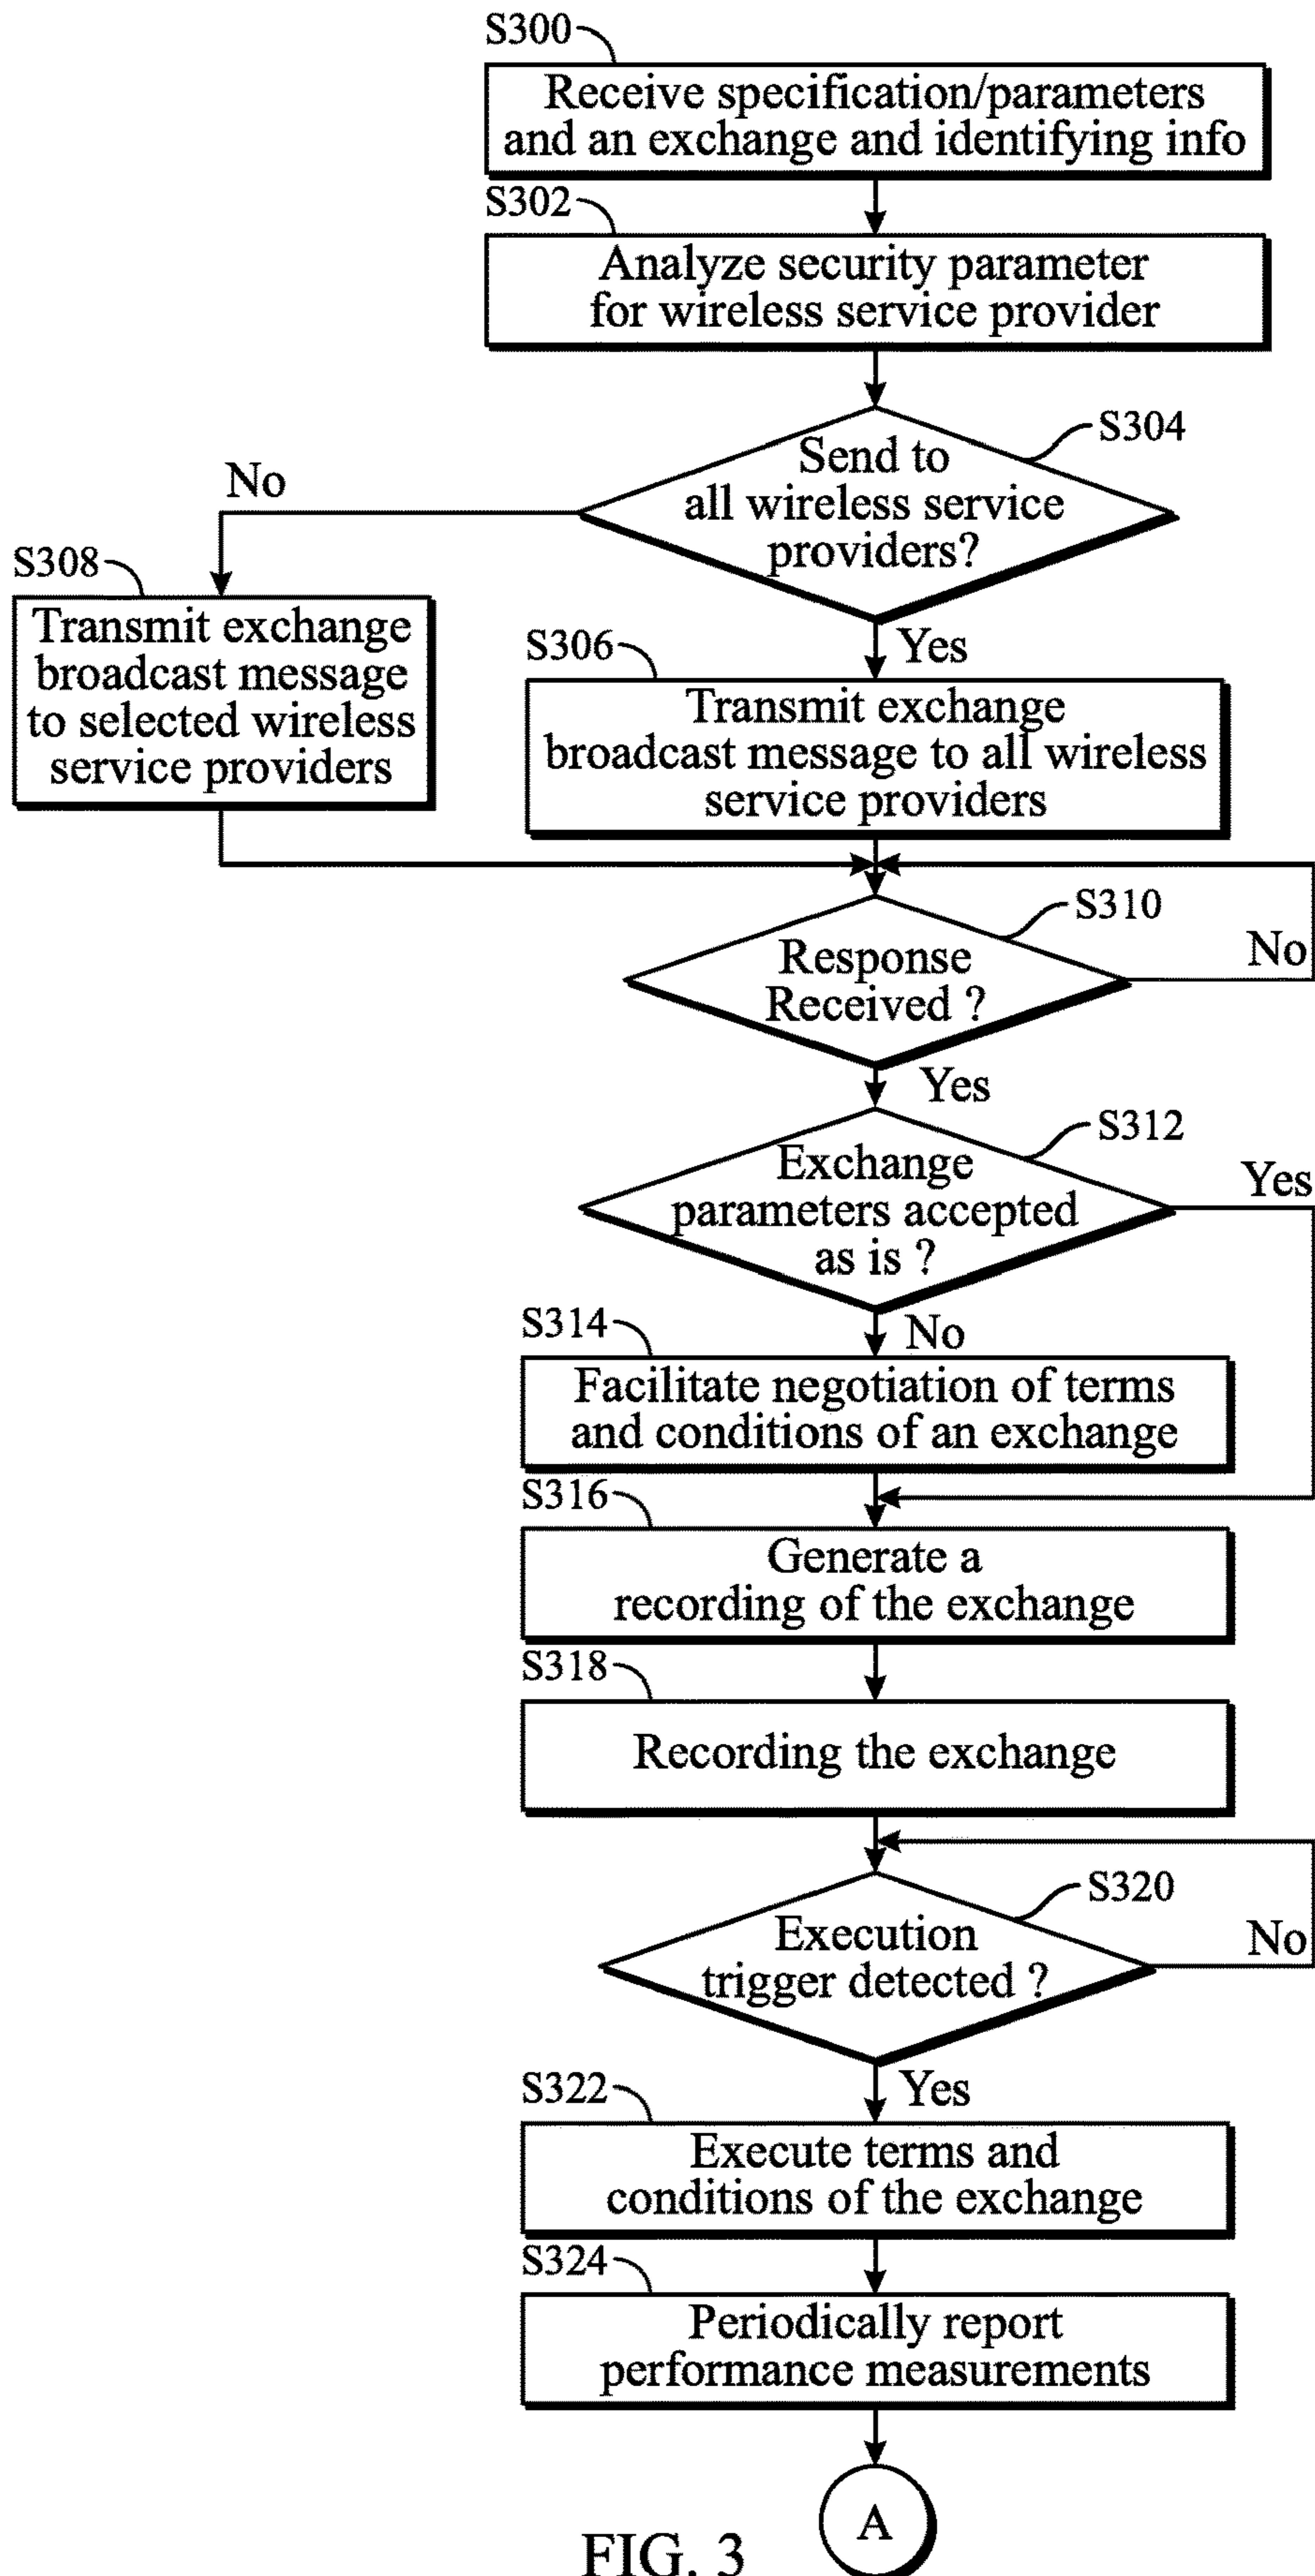 S300
Receive specification/parameters
and an exchange and identifying info
S302
Analyze security parameter
for wireless service provider
S304
Send to
all wireless service
providers?
No
S308
Transmit exchange
broadcast message
to selected wireless
service providers
Yes
S306
Transmit exchange
broadcast message to all wireless
service providers
S310
Response
Received ?
No
Yes
S312
Exchange
parameters accepted
as is ?
Yes
No
S314
Facilitate negotiation of terms
and conditions of an exchange
S316
Generate a
recording of the exchange
S318
Recording the exchange
S320
Execution
trigger detected ?
No
Yes
S322
Execute terms and
conditions of the exchange
S324
Periodically report
performance measurements
A
FIG. 3